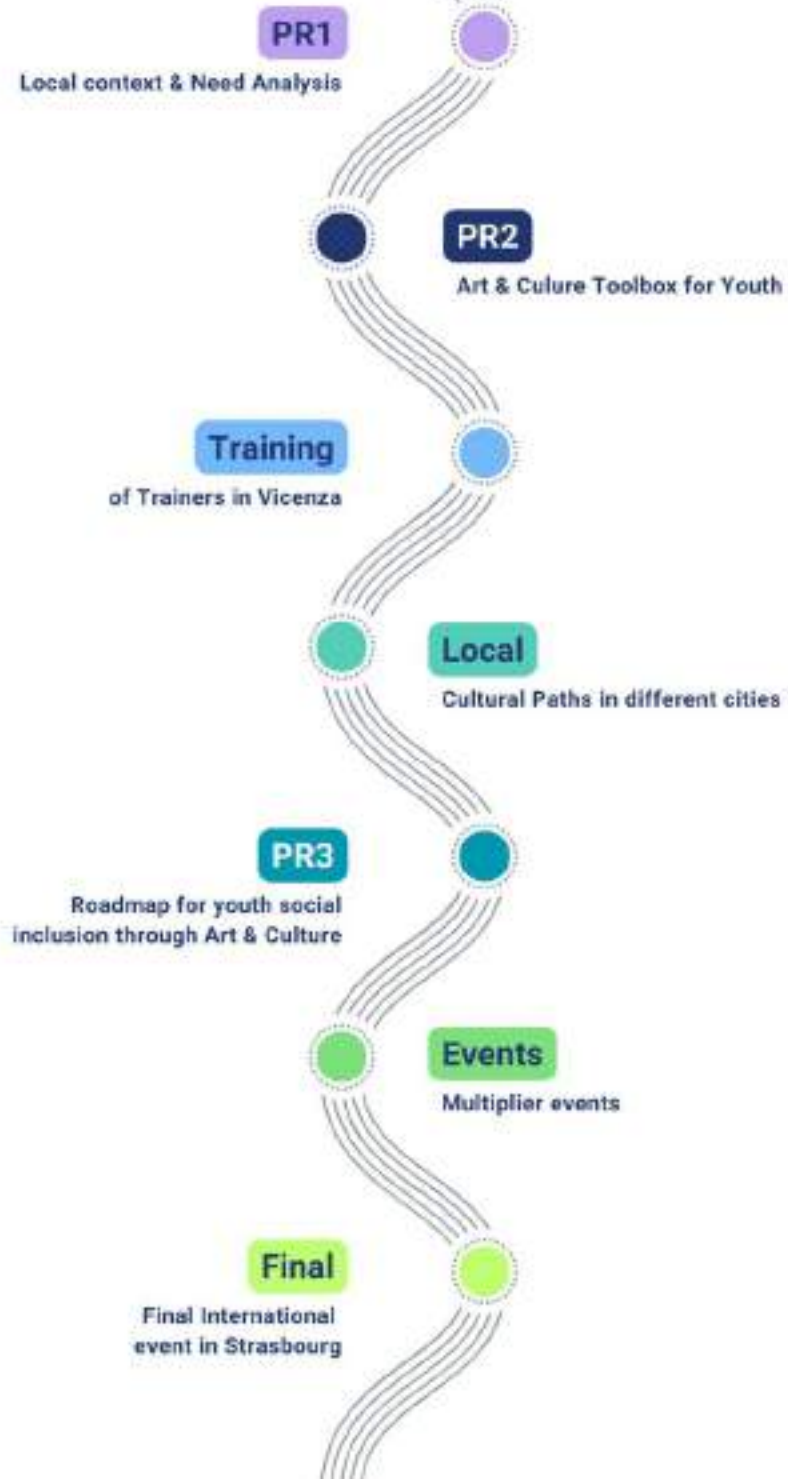 PR1
Local context & Need Analysis
PR2
Art & Culure Toolbox for Youth
Training
of Trainers in Vicenza
Local
Cultural Paths in different cities
PR3
Roadmap for youth social
inclusion through Art & Culture
Events
Multiplier events
Final
Final International
event in Strasbourg